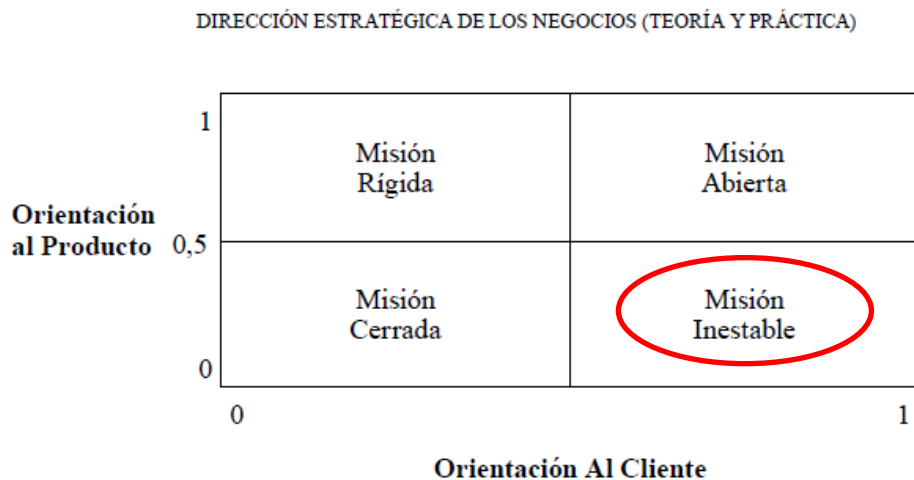 DIRECCIÓN ESTRATÉGICA DE LOS NEGOCIOS (TEORÍA Y PRÁCTICA)
1
Misión
Rígida
Misión
Abierta
Orientación
al Producto
0,5
Misión
Cerrada
Misión
Inestable
0
0
1
Orientación Al Cliente